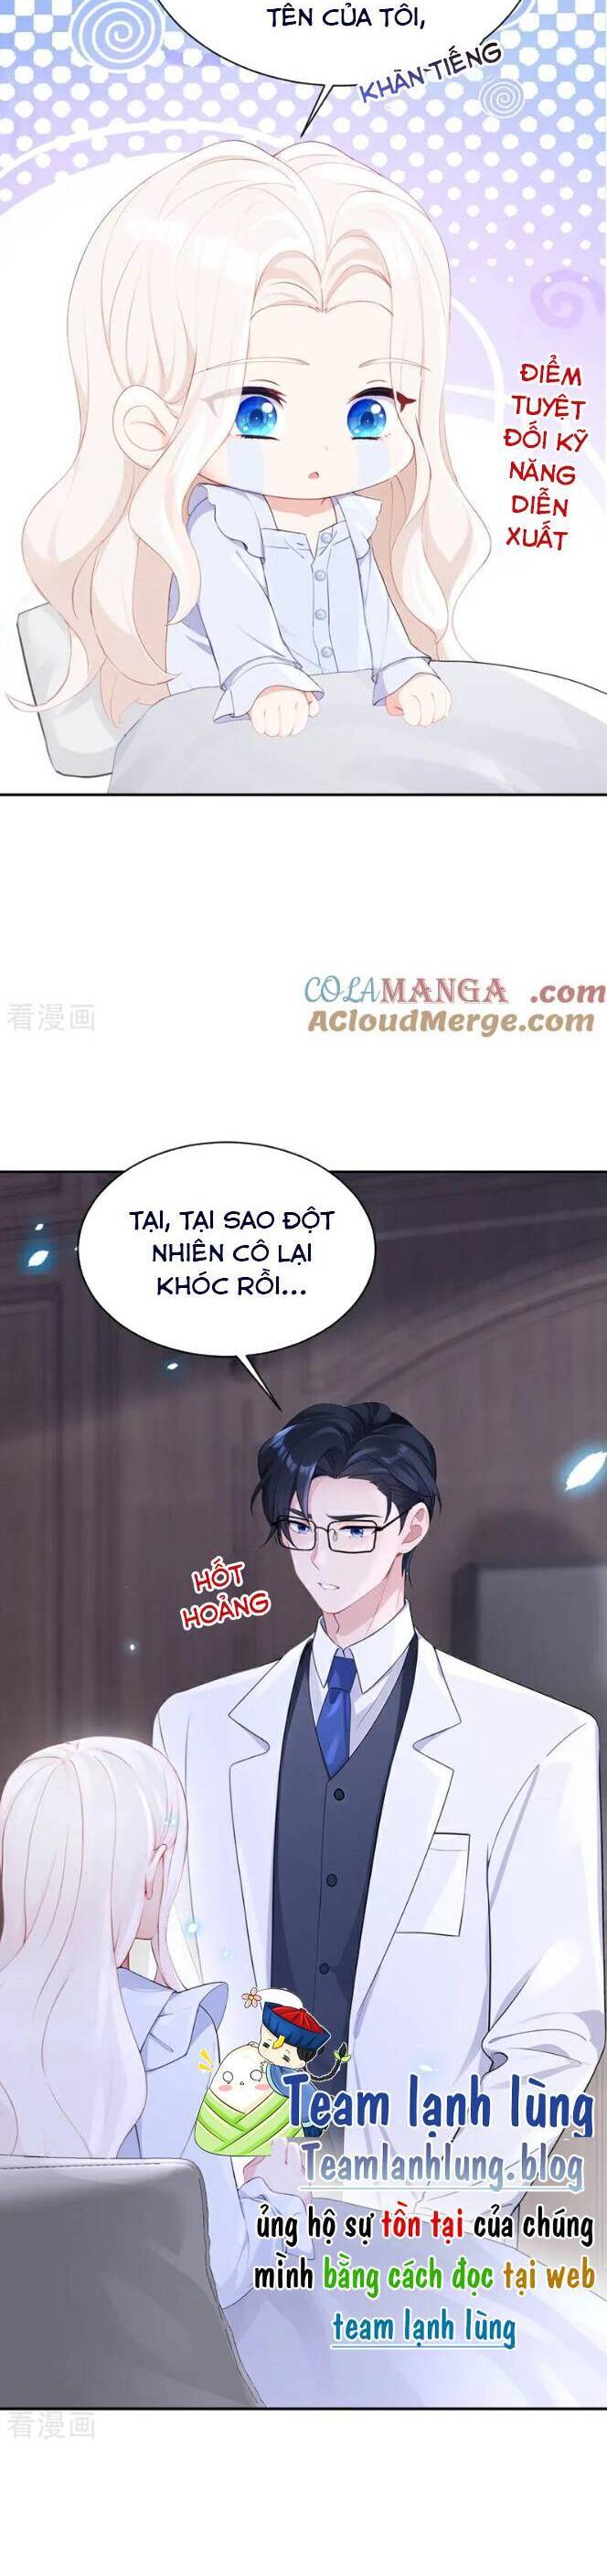 TÊN CỦA TÔI,
KHÀN TIẾNG
ĐIỂM
TUYỆT
ĐỐI KỸ
NĂNG
DIỄN
XUẤT
看漫画
COLAMANGA .com
AcloudMerge.com
TẠI, TẠI SAO ĐỘT
NHIÊN CÔ LẠI
KHÓC RỒI...
HỐT
HOẢNG
Team lạnh lùng
Teamlanhlung.blog
ủng hộ sự tồn tại của chúng
mình bằng cách đọc tại web
team lạnh lùng
看漫画